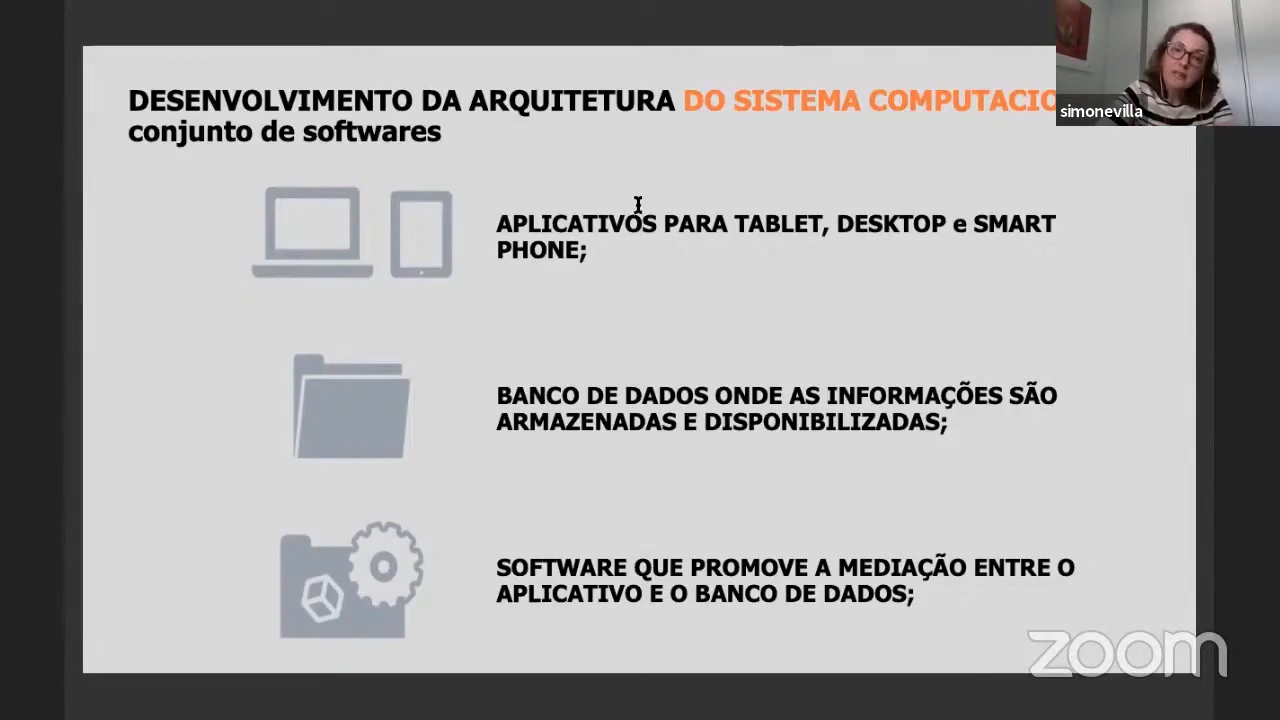 DESENVOLVIMENTO DA ARQUITETURA DO SISTEMA
conjunto de softwares
simonevilla
APLICATIVOS PARA TABLET, DESKTOP e SMART
PHONE;
BANCO DE DADOS ONDE AS INFORMAÇÕES SÃO
ARMAZENADAS E DISPONIBILIZADAS;
SOFTWARE QUE PROMOVE A MEDIAÇÃO ENTRE O
APLICATIVO E O BANCO DE DADOS;
zoom